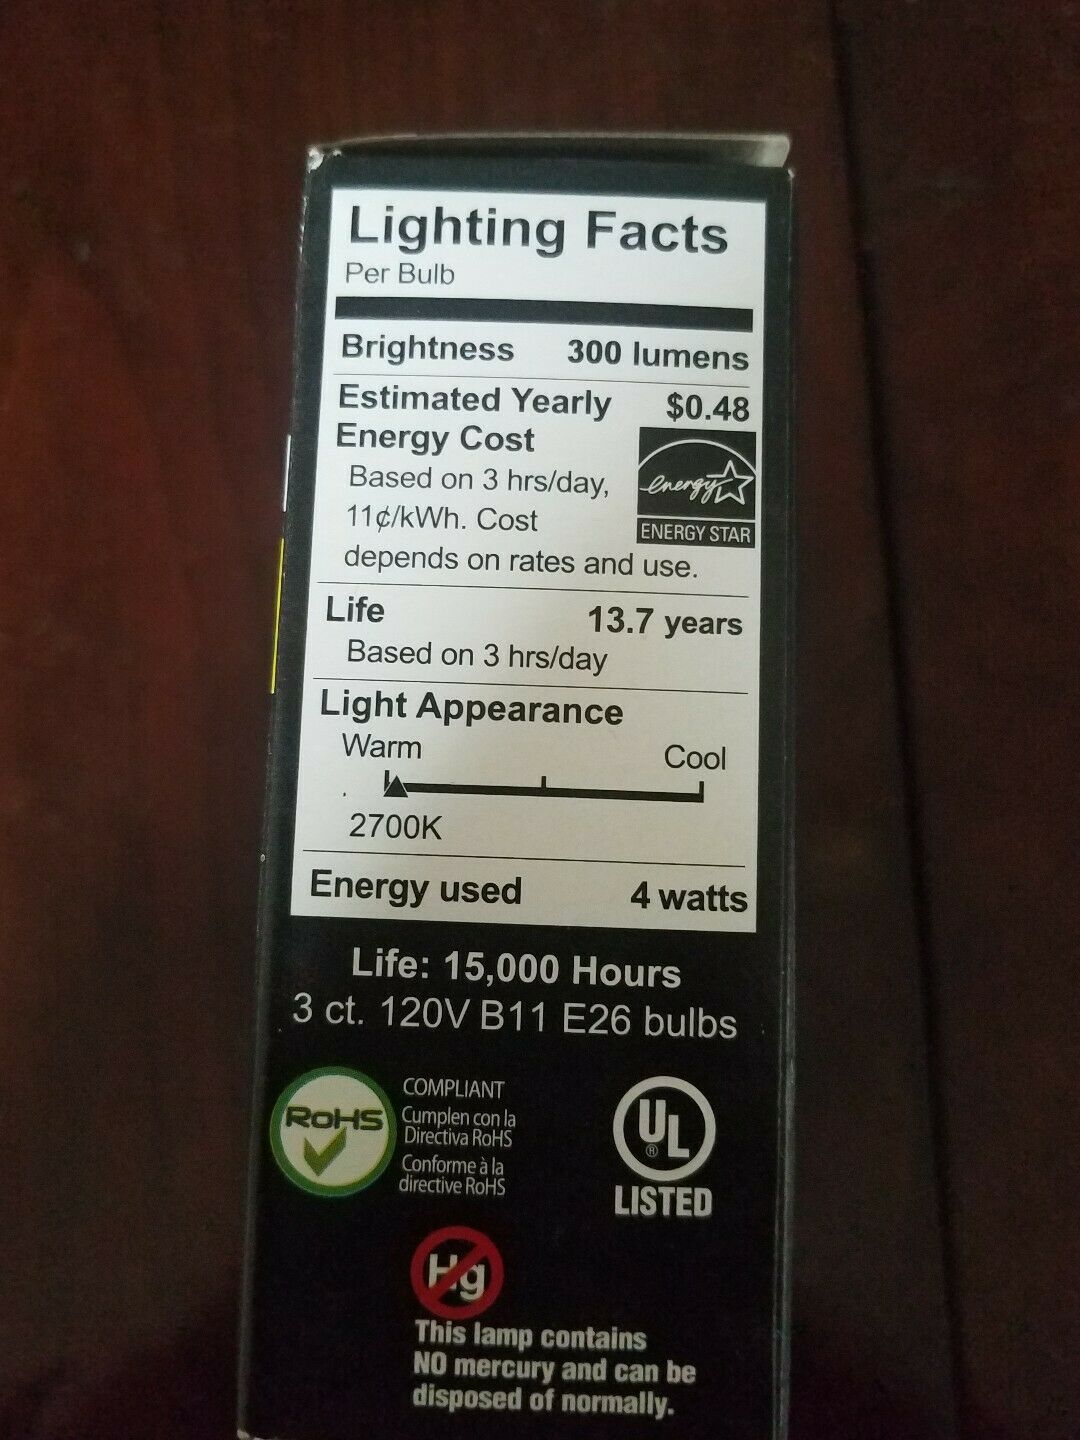 Lighting Facts
Per Bulb
Brightness 300 lumens
Estimated Yearly $0.48
Energy Cost
Based on 3 hrs/day,
11¢/kWh. Cost
depends on rates and use.
energy
ENERGY STAR
Life 13.7 years
Based on 3 hrs/day
Light Appearance
Warm Cool
2700K
Energy used 4 watts
Life: 15,000 Hours
3 ct. 120V B11 E26 bulbs
RoHS
COMPLIANT
Cumplen con la
Directiva RoHS
Conforme à la
directive RoHS
UL ®
LISTED
Hg
This lamp contains
NO mercury and can be
disposed of normally.